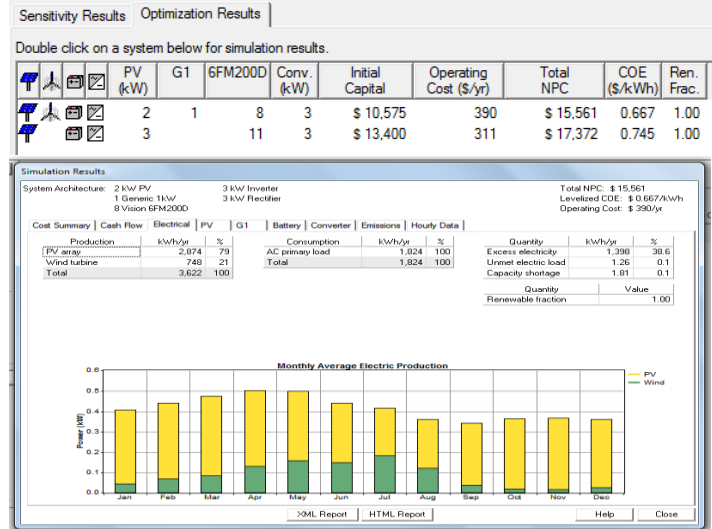 Sensitivity Results Optimization Results
Double click on a system below for simulation results.
PV (kW) G1 6FM200D Conv. (kW) Initial Capital Operating Cost ($/yr) Total NPC COE ($/kWh) Ren. Frac.
2 1 8 3 $ 10,575 390 $ 15,561 0.667 1.00
3 11 3 $ 13,400 311 $ 17,372 0.745 1.00
Simulation Results
System Architecture: 2 kW PV 3 kW Inverter Total NPC: $ 15,561
1 Generic 1kW 3 kW Rectifier Levelized COE: $ 0.667/kWh
8 Vision 6FM200D Operating Cost: $ 390/yr
Cost Summary Cash Flow Electrical PV G1 Battery Converter Emissions Hourly Data
Production kWh/yr % Consumption kWh/yr % Quantity kWh/yr %
PV array 2,874 79 AC primary load 1,824 100 Excess electricity 1,398 38.6
Wind turbine 748 21 Total 1,824 100 Unmet electric load 1.26 0.1
Total 3,622 100 Capacity shortage 1.81 0.1
Quantity Value
Renewable fraction 1.00
Monthly Average Electric Production
Power (kW)
0.6
0.5
0.4
0.3
0.2
0.1
0.0
Jan Feb Mar Apr May Jun Jul Aug Sep Oct Nov Dec
PV
Wind
XML Report HTML Report Help Close